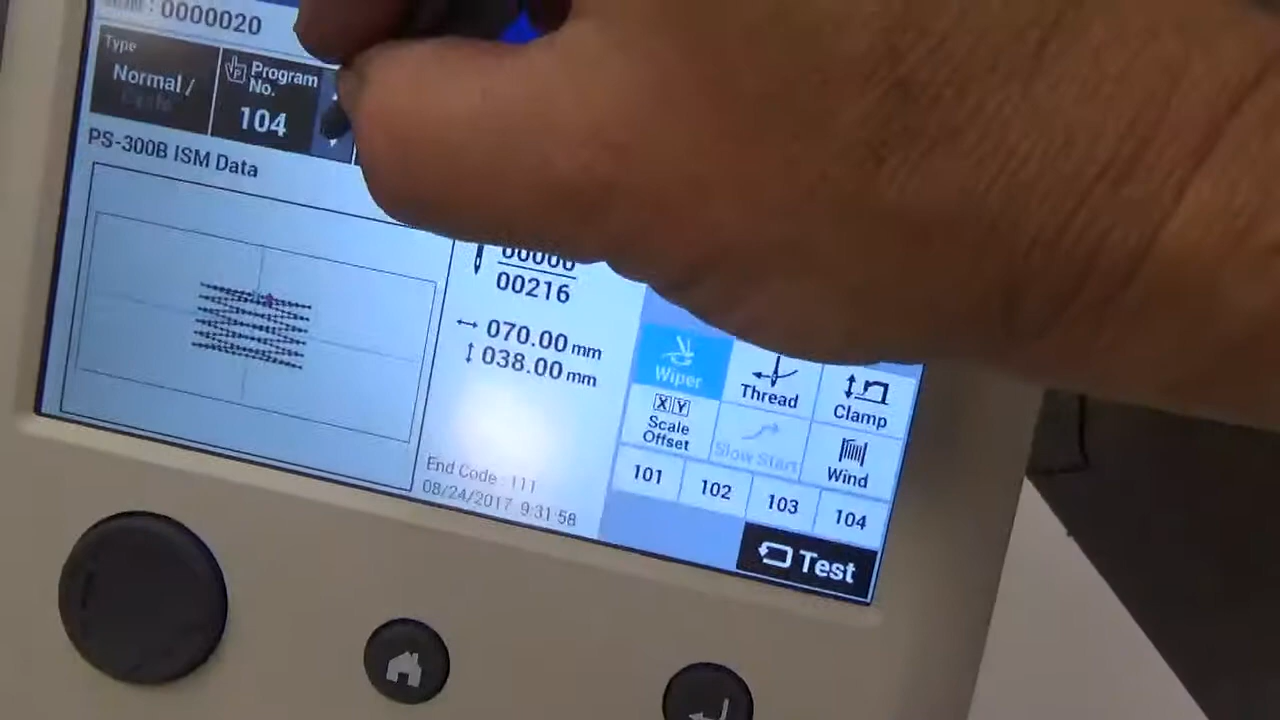 : 0000020
Type
Normal /
Program
No.
104
PS-300B ISM Data
00000
00216
070.00 mm
038.00 mm
Wiper
Thread
Clamp
XY
Scale
Offset
Slow Start
Wind
End Code : 111
08/24/2017 9:31:58
101
102
103
104
Test